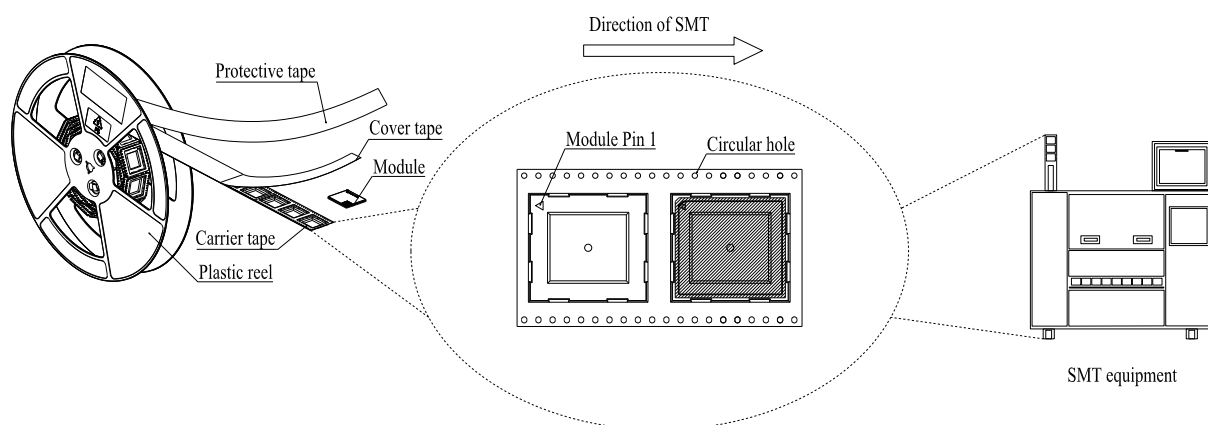 Direction of SMT
Protective tape
Cover tape
Module
Carrier tape
Plastic reel
Module Pin 1
Circular hole
SMT equipment